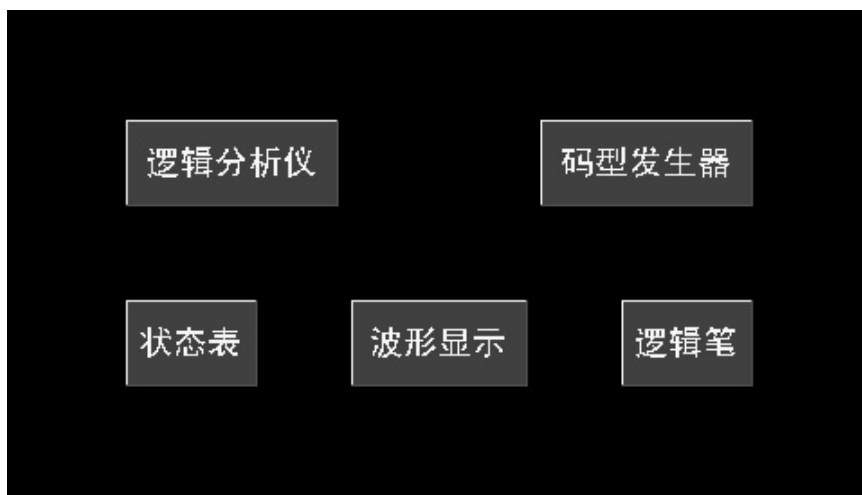 逻辑分析仪
码型发生器
状态表
波形显示
逻辑笔